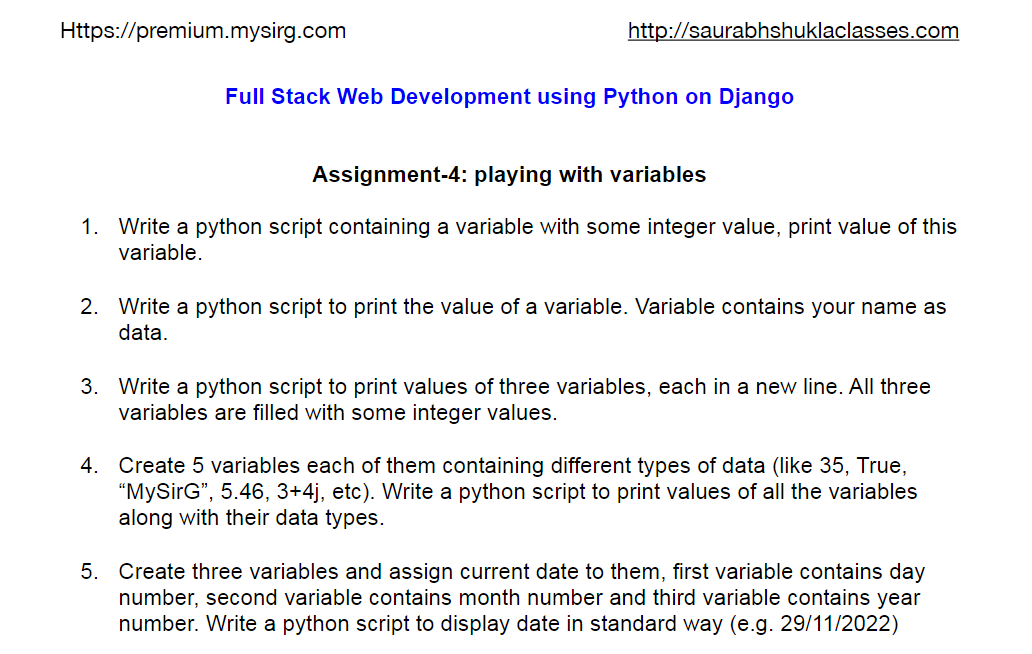 Https://premium.mysirg.com http://saurabhshuklaclasses.com
Full Stack Web Development using Python on Django
Assignment-4: playing with variables
1. Write a python script containing a variable with some integer value, print value of this
variable.
2. Write a python script to print the value of a variable. Variable contains your name as
data.
3. Write a python script to print values of three variables, each in a new line. All three
variables are filled with some integer values.
4. Create 5 variables each of them containing different types of data (like 35, True,
“MySirG”, 5.46, 3+4j, etc). Write a python script to print values of all the variables
along with their data types.
5. Create three variables and assign current date to them, first variable contains day
number, second variable contains month number and third variable contains year
number. Write a python script to display date in standard way (e.g. 29/11/2022)